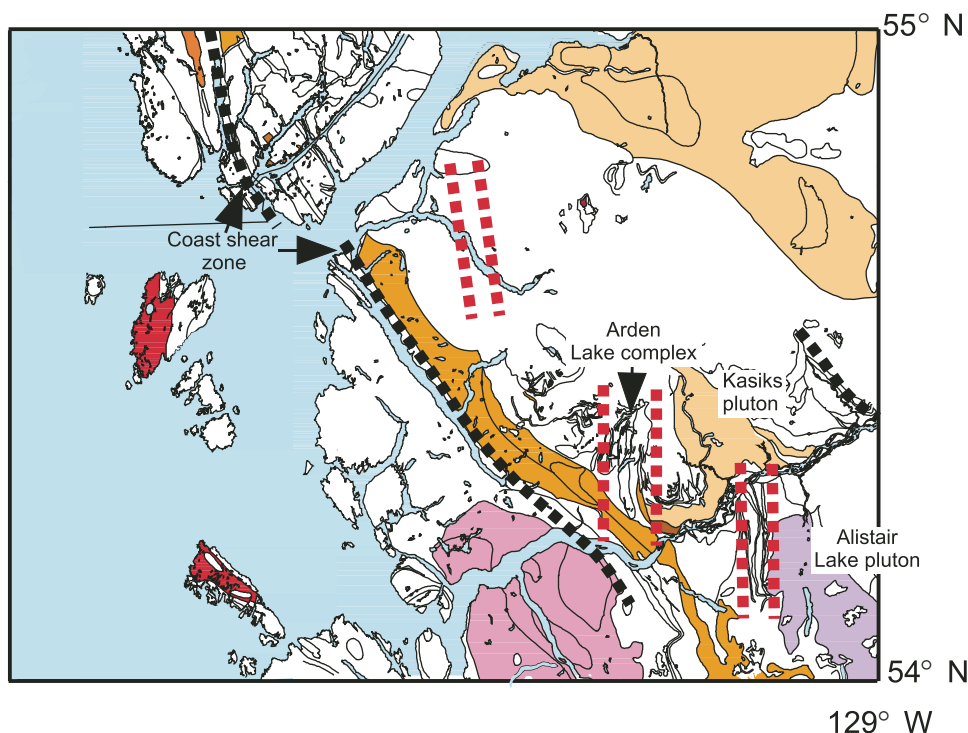 55° N
Coast shear
zone
Arden
Lake complex
Kasiks
pluton
Alistair
Lake pluton
54° N
129° W